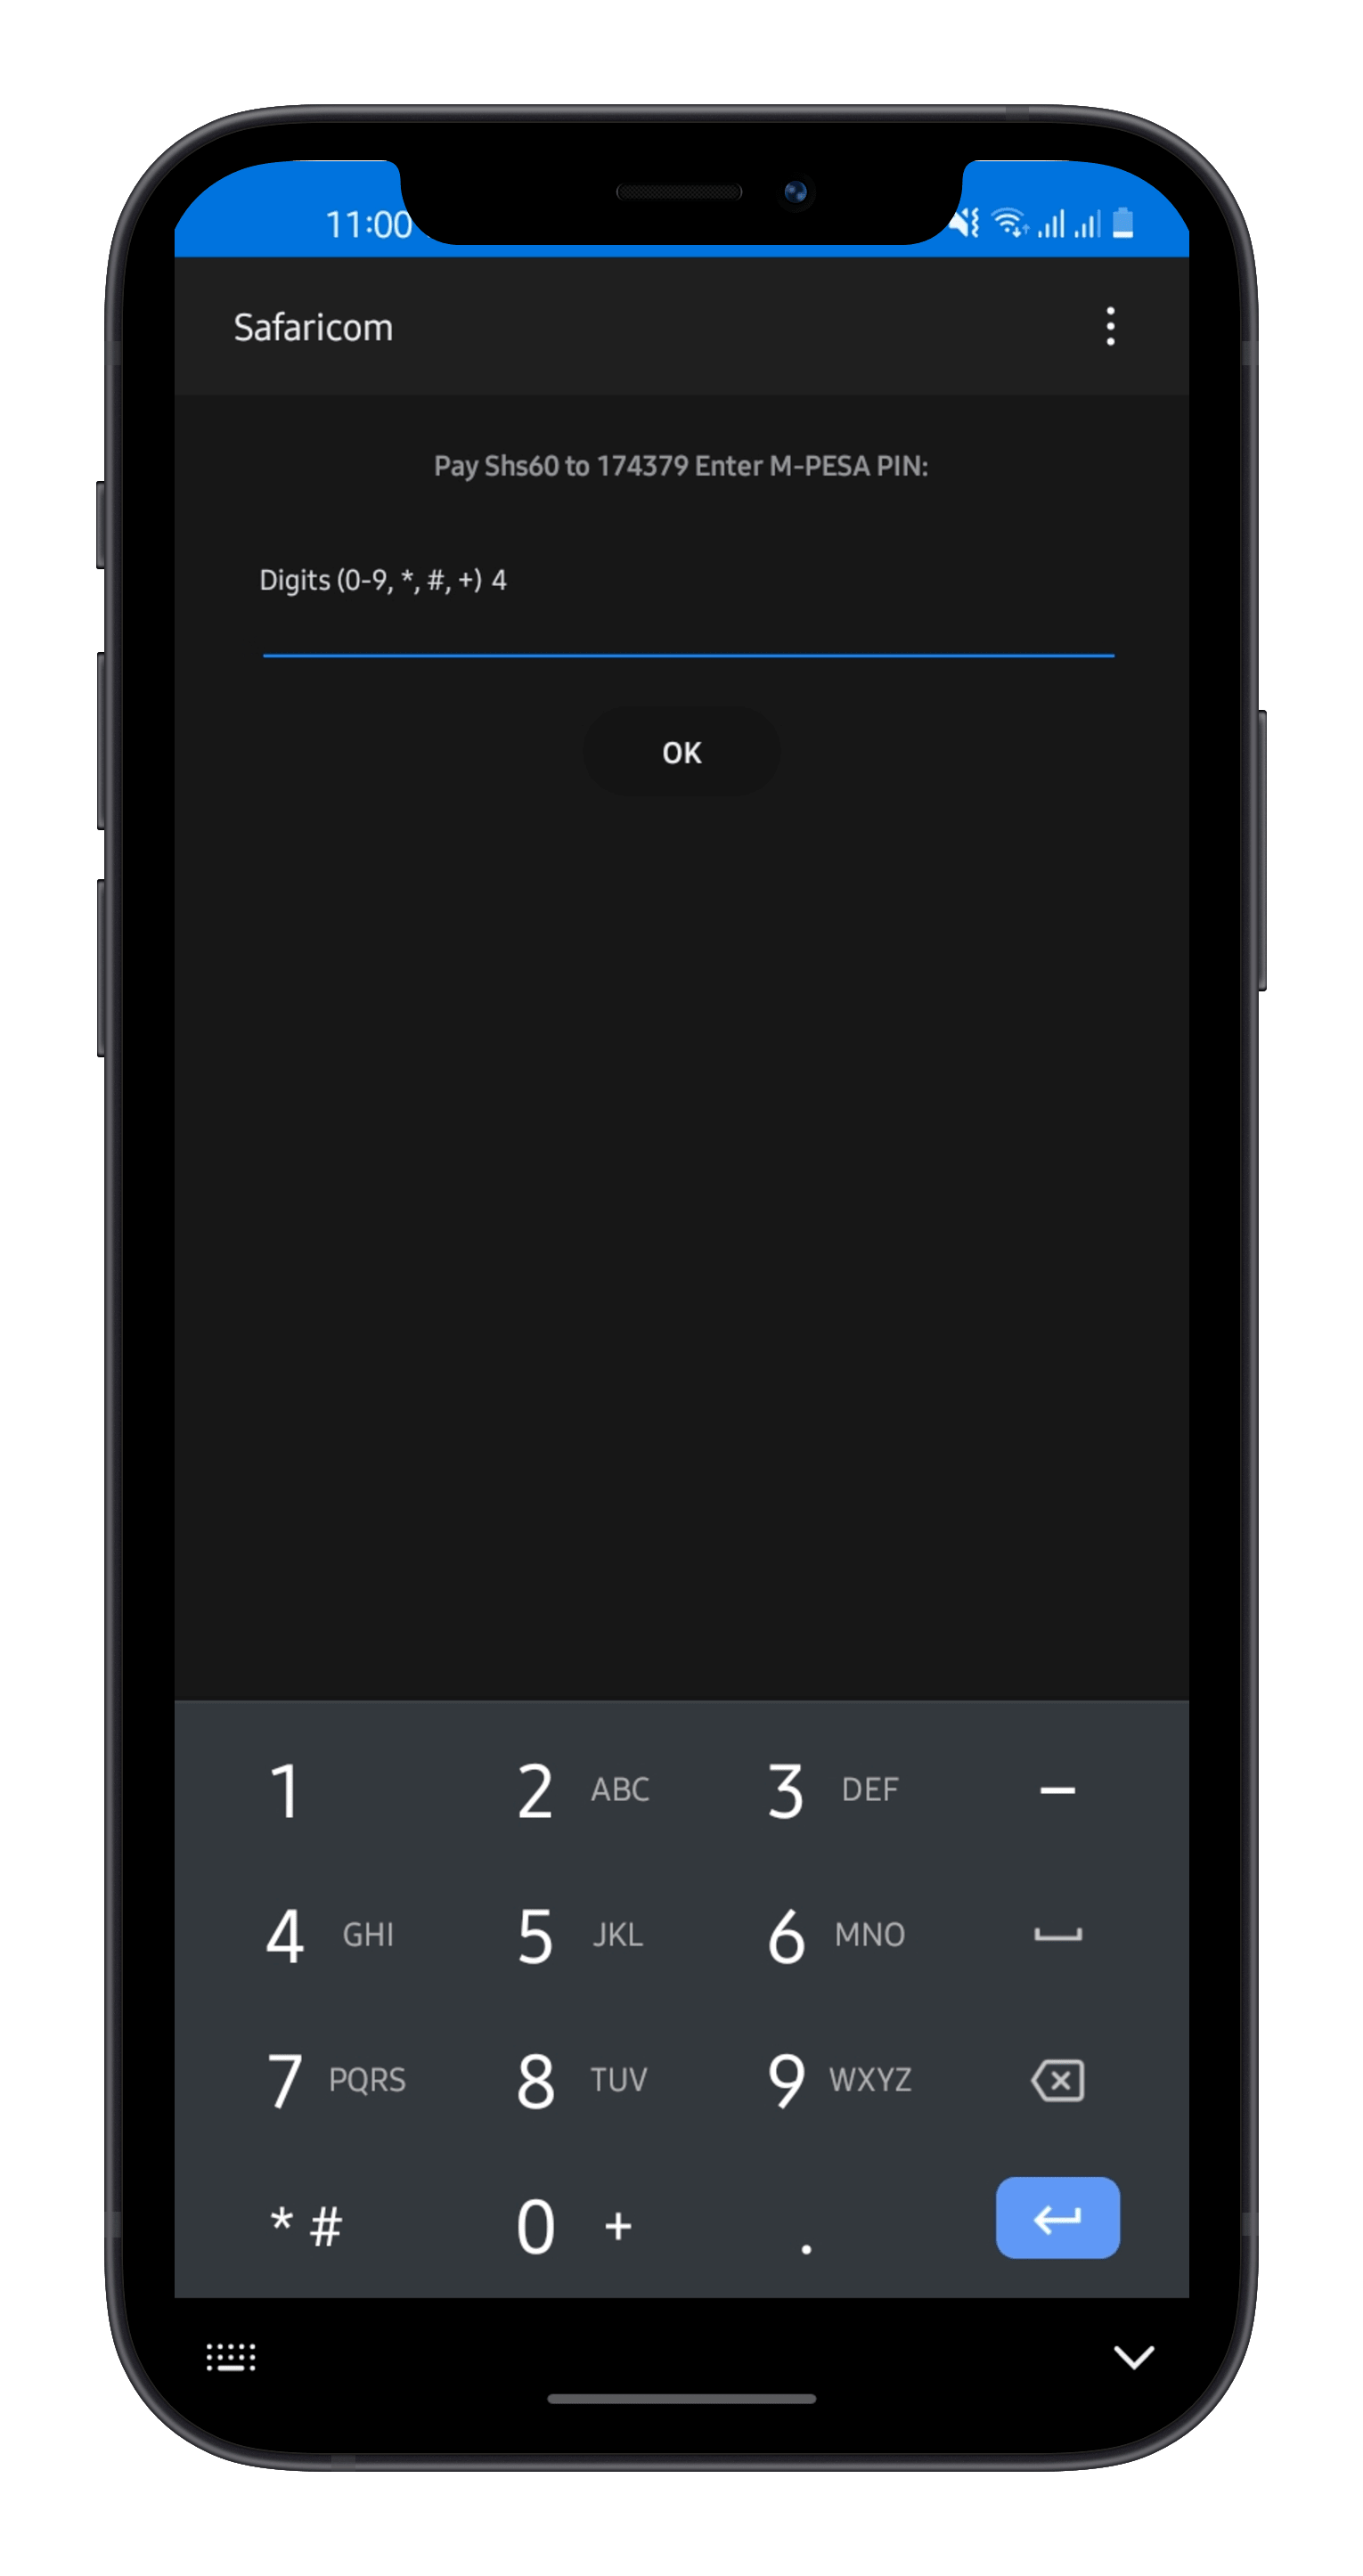 11:00
Safaricom
Pay Shs60 to 174379 Enter M-PESA PIN:
Digits (0-9, *, #, +) 4
OK
1 2 ABC 3 DEF –
4 GHI 5 JKL 6 MNO
7 PQRS 8 TUV 9 WXYZ
* # 0 + .